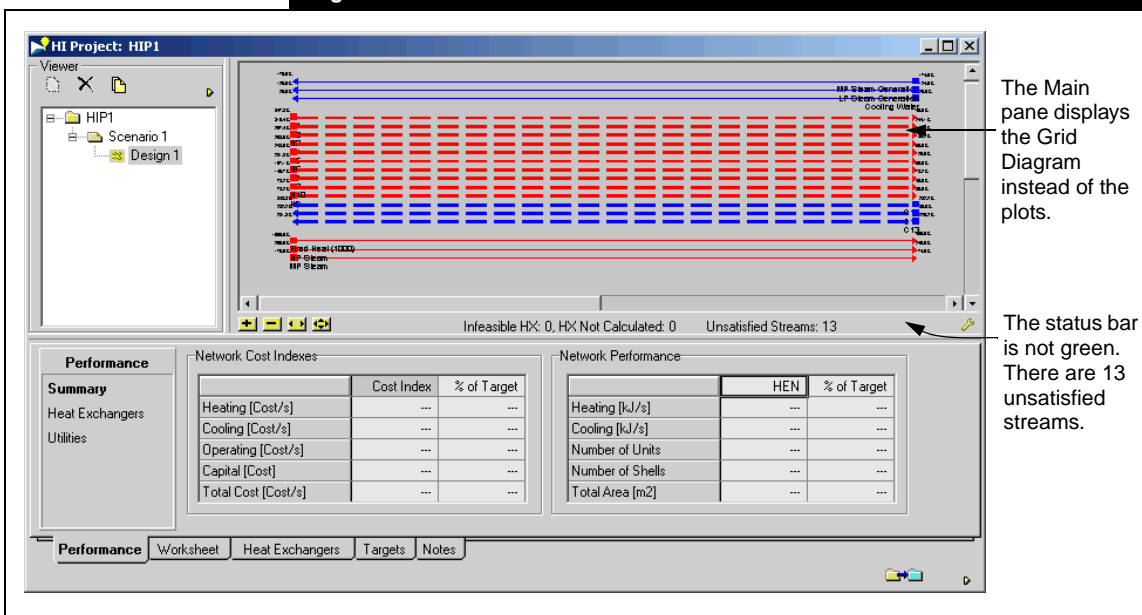 HI Project: HIP1
Viewer
HIP1
Scenario 1
Design 1
MP Steam Generation
LP Steam Generation
Cooling Water
Fired Heat (1000)
HP Steam
MP Steam
The Main
pane displays
the Grid
Diagram
instead of the
plots.
Infeasible HX: 0, HX Not Calculated: 0 Unsatisfied Streams: 13
The status bar
is not green.
There are 13
unsatisfied
streams.
Performance
Summary
Heat Exchangers
Utilities
Network Cost Indexes
Cost Index % of Target
Heating [Cost/s] --- ---
Cooling [Cost/s] --- ---
Operating [Cost/s] --- ---
Capital [Cost] --- ---
Total Cost [Cost/s] --- ---
Network Performance
HEN % of Target
Heating [kJ/s] --- ---
Cooling [kJ/s] --- ---
Number of Units --- ---
Number of Shells --- ---
Total Area [m2] --- ---
Performance Worksheet Heat Exchangers Targets Notes